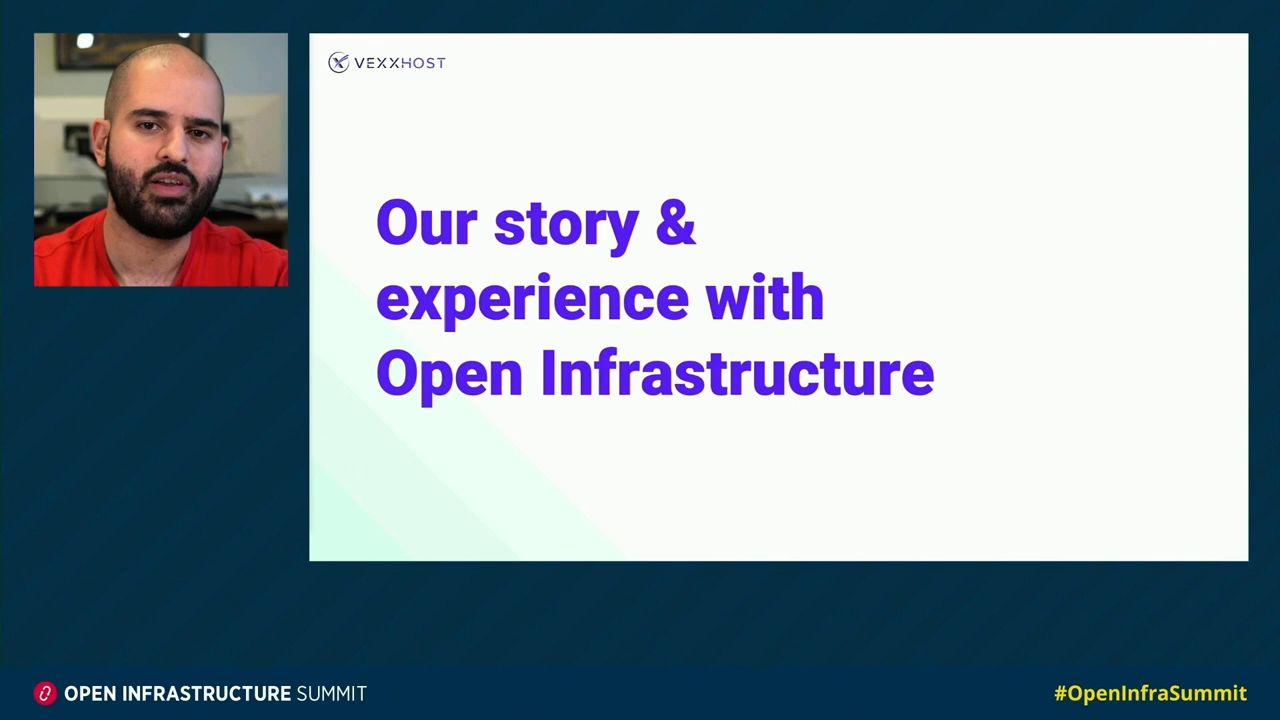 VEXXHOST
Our story &
experience with
Open Infrastructure
OPEN INFRASTRUCTURE SUMMIT
#OpenInfraSummit